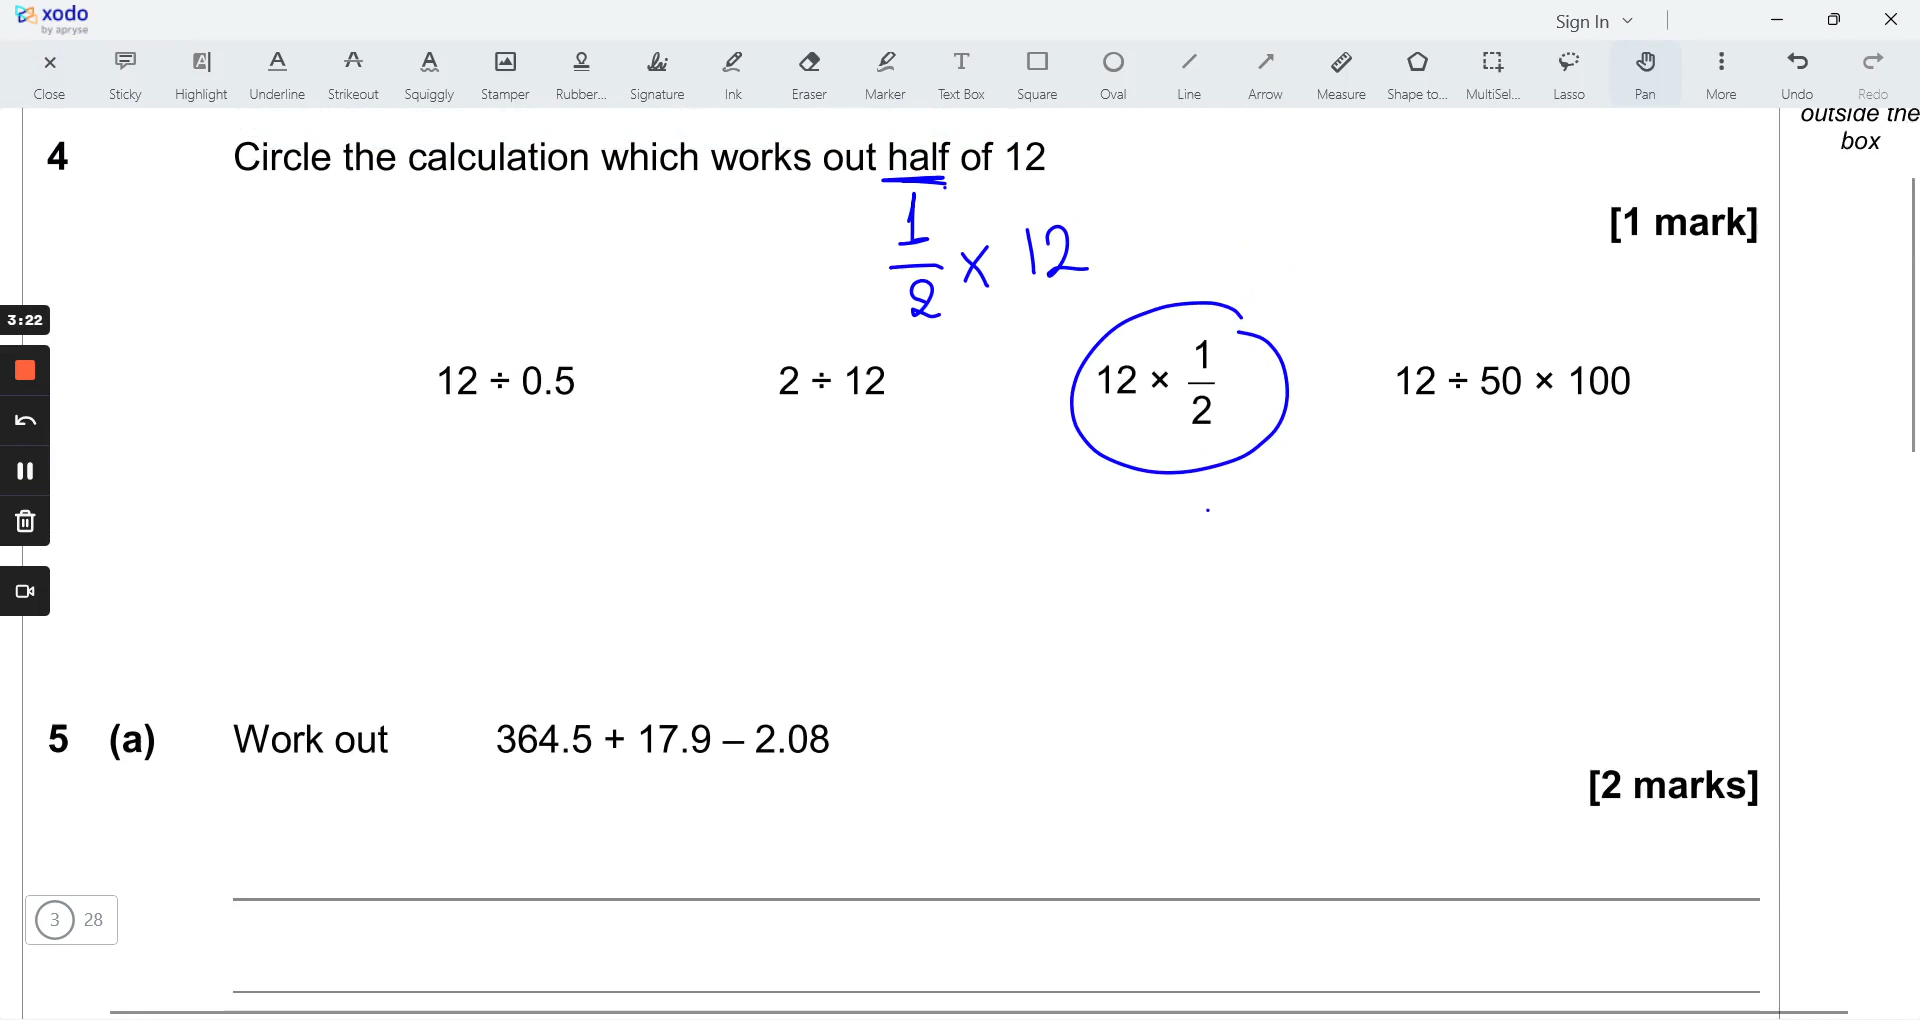 xodo
by apryse
Sign In
Close Sticky Highlight Underline Strikeout Squiggly Stamper Rubber... Signature Ink Eraser Marker Text Box Square Oval Line Arrow Measure Shape to... MultiSel... Lasso Pan More Undo Redo
outside the
box
4 Circle the calculation which works out half of 12
[1 mark]
1/2 x 12
3:22
12 ÷ 0.5 2 ÷ 12 12 × 1/2 12 ÷ 50 × 100
5 (a) Work out 364.5 + 17.9 – 2.08
[2 marks]
3 28